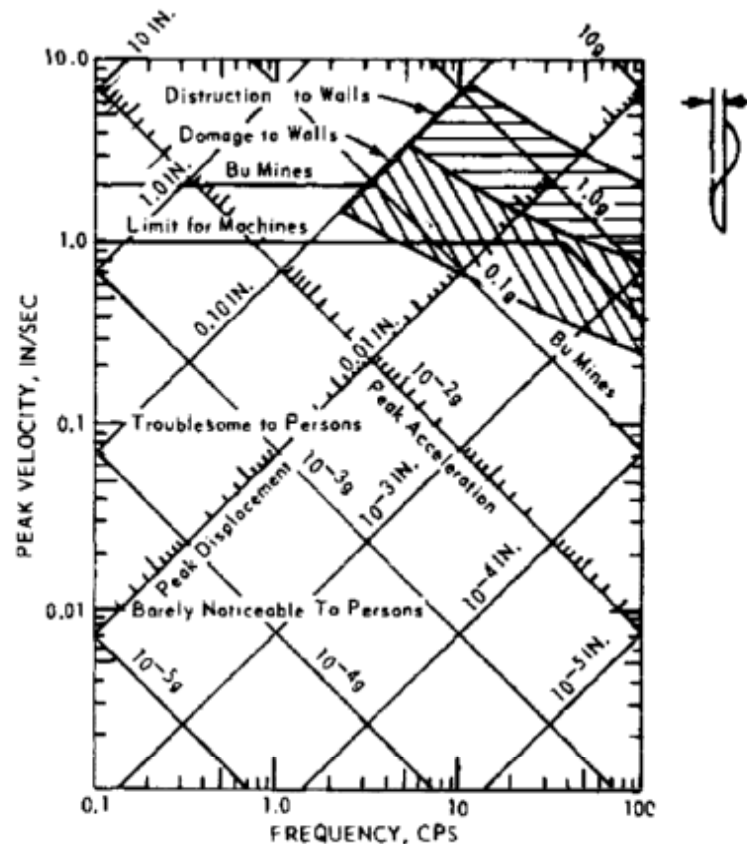 10 IN.
10g
10.0
Distruction to Walls
Domage to Walls
1.0 IN.
Bu Mines
1.0g
Limit for Machines
1.0
0.1g
0.10 IN.
0.01 IN.
Bu Mines
10-2g
PEAK VELOCITY, IN/SEC
0.1
Troublesome to Persons
Peak Acceleration
10-3g
10-3 IN.
Peak Displacement
10-4 IN.
0.01
Barely Noticeable To Persons
10-5g
10-4g
10-5 IN.
0.1
1.0
10
100
FREQUENCY, CPS